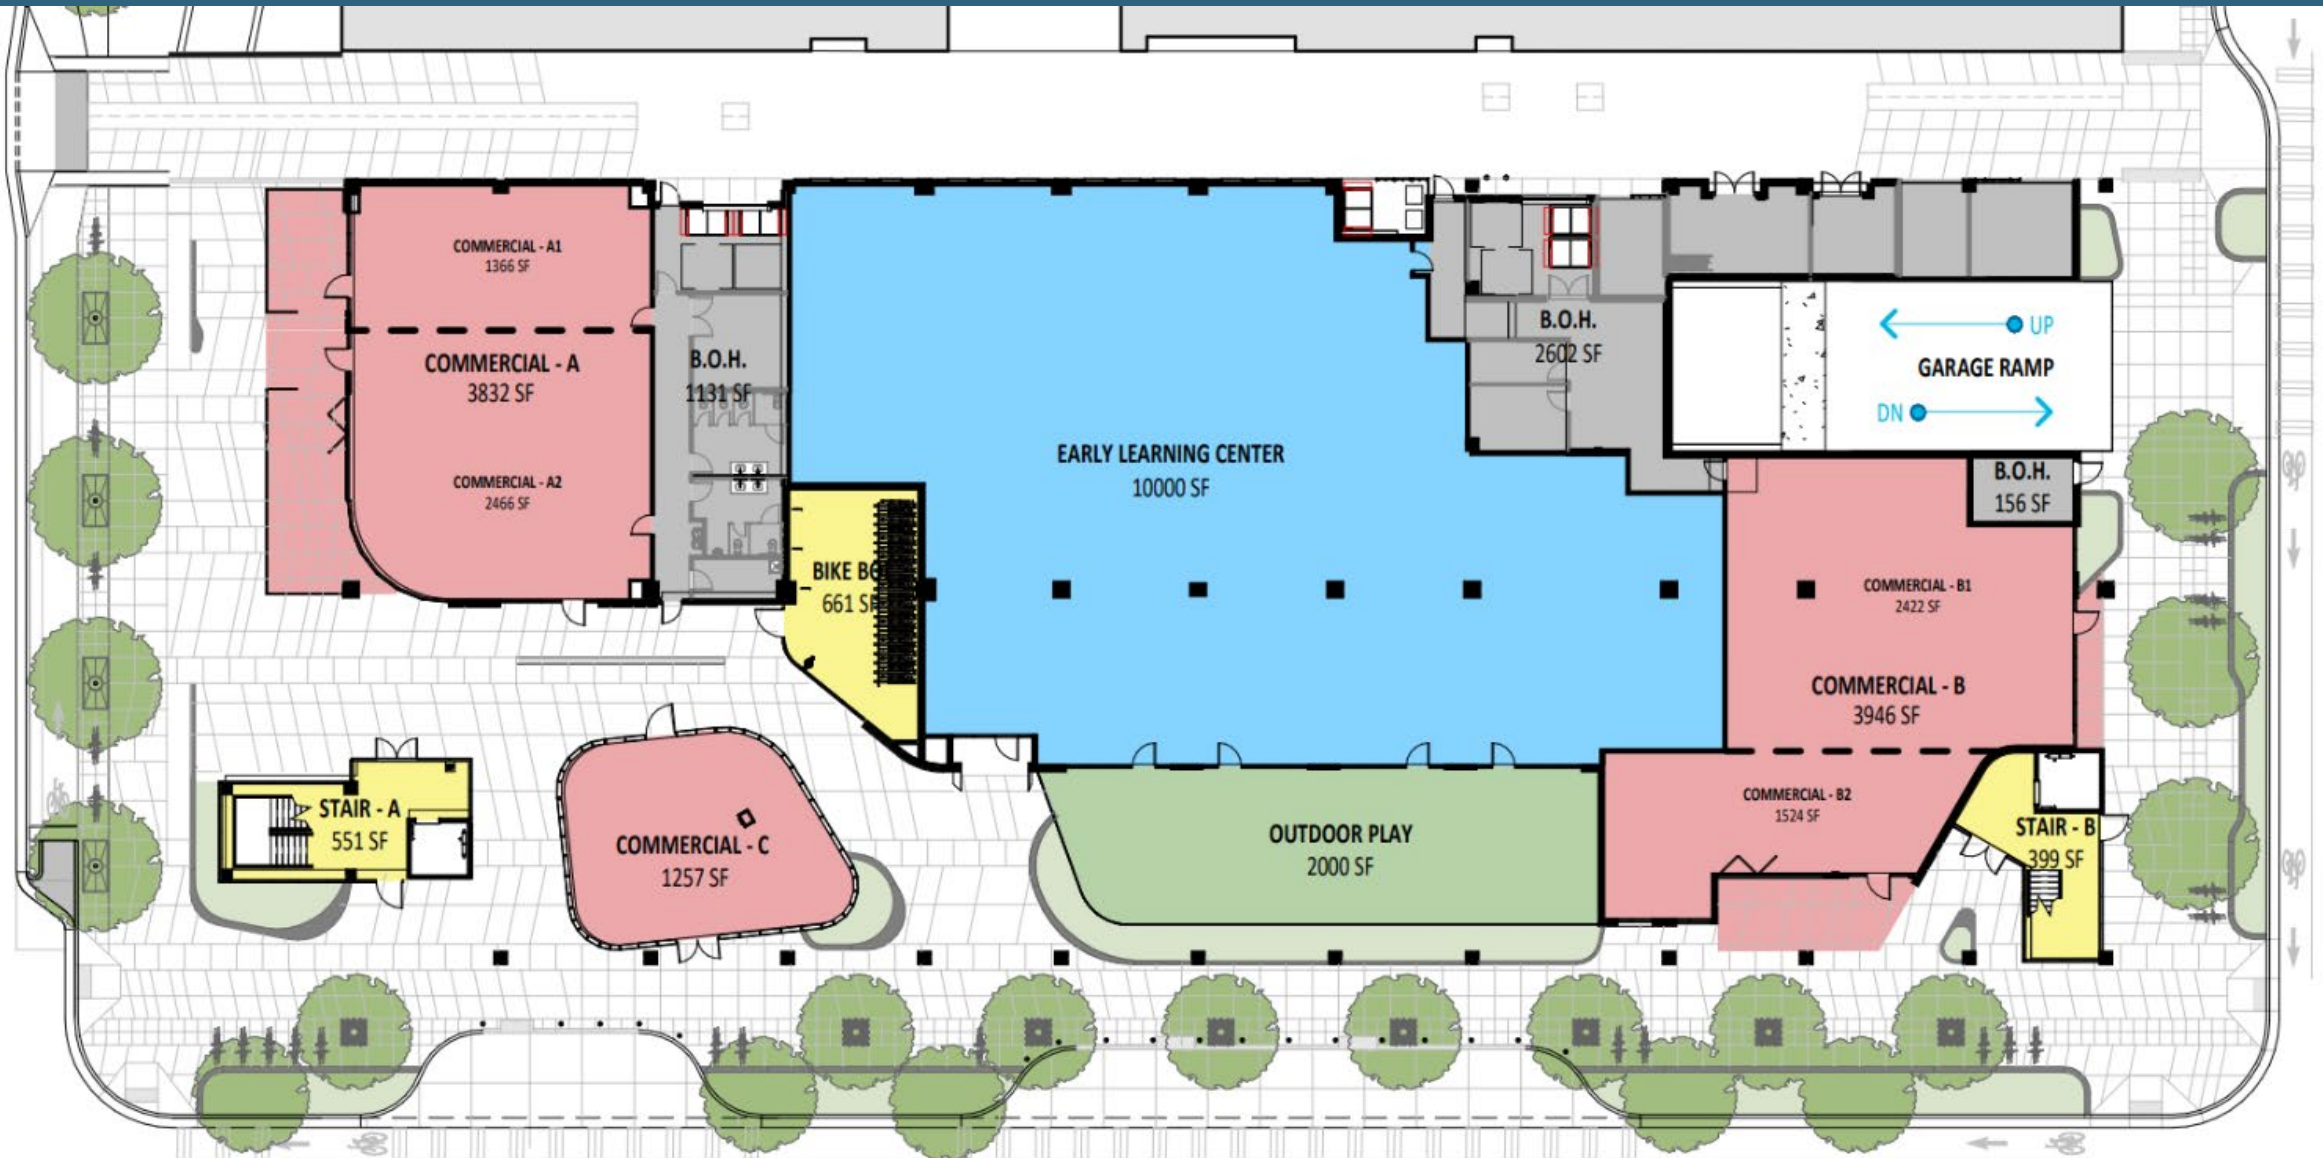 COMMERCIAL - A1
1366 SF
COMMERCIAL - A
3832 SF
COMMERCIAL - A2
2466 SF
B.O.H.
1131 SF
EARLY LEARNING CENTER
10000 SF
B.O.H.
2602 SF
UP
GARAGE RAMP
DN
B.O.H.
156 SF
BIKE
661 SF
COMMERCIAL - B1
2422 SF
COMMERCIAL - B
3946 SF
COMMERCIAL - B2
1524 SF
STAIR - A
551 SF
COMMERCIAL - C
1257 SF
OUTDOOR PLAY
2000 SF
STAIR - B
399 SF